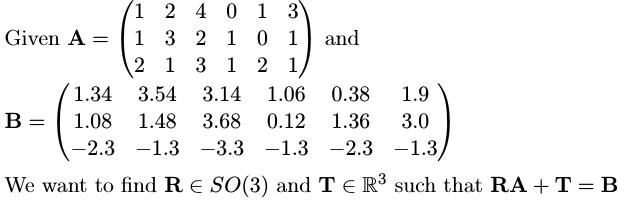 Given A = (1 2 4 0 1 3
1 3 2 1 0 1
2 1 3 1 2 1) and
B = (1.34 3.54 3.14 1.06 0.38 1.9
1.08 1.48 3.68 0.12 1.36 3.0
−2.3 −1.3 −3.3 −1.3 −2.3 −1.3)
We want to find R ∈ SO(3) and T ∈ ℝ³ such that RA + T = B